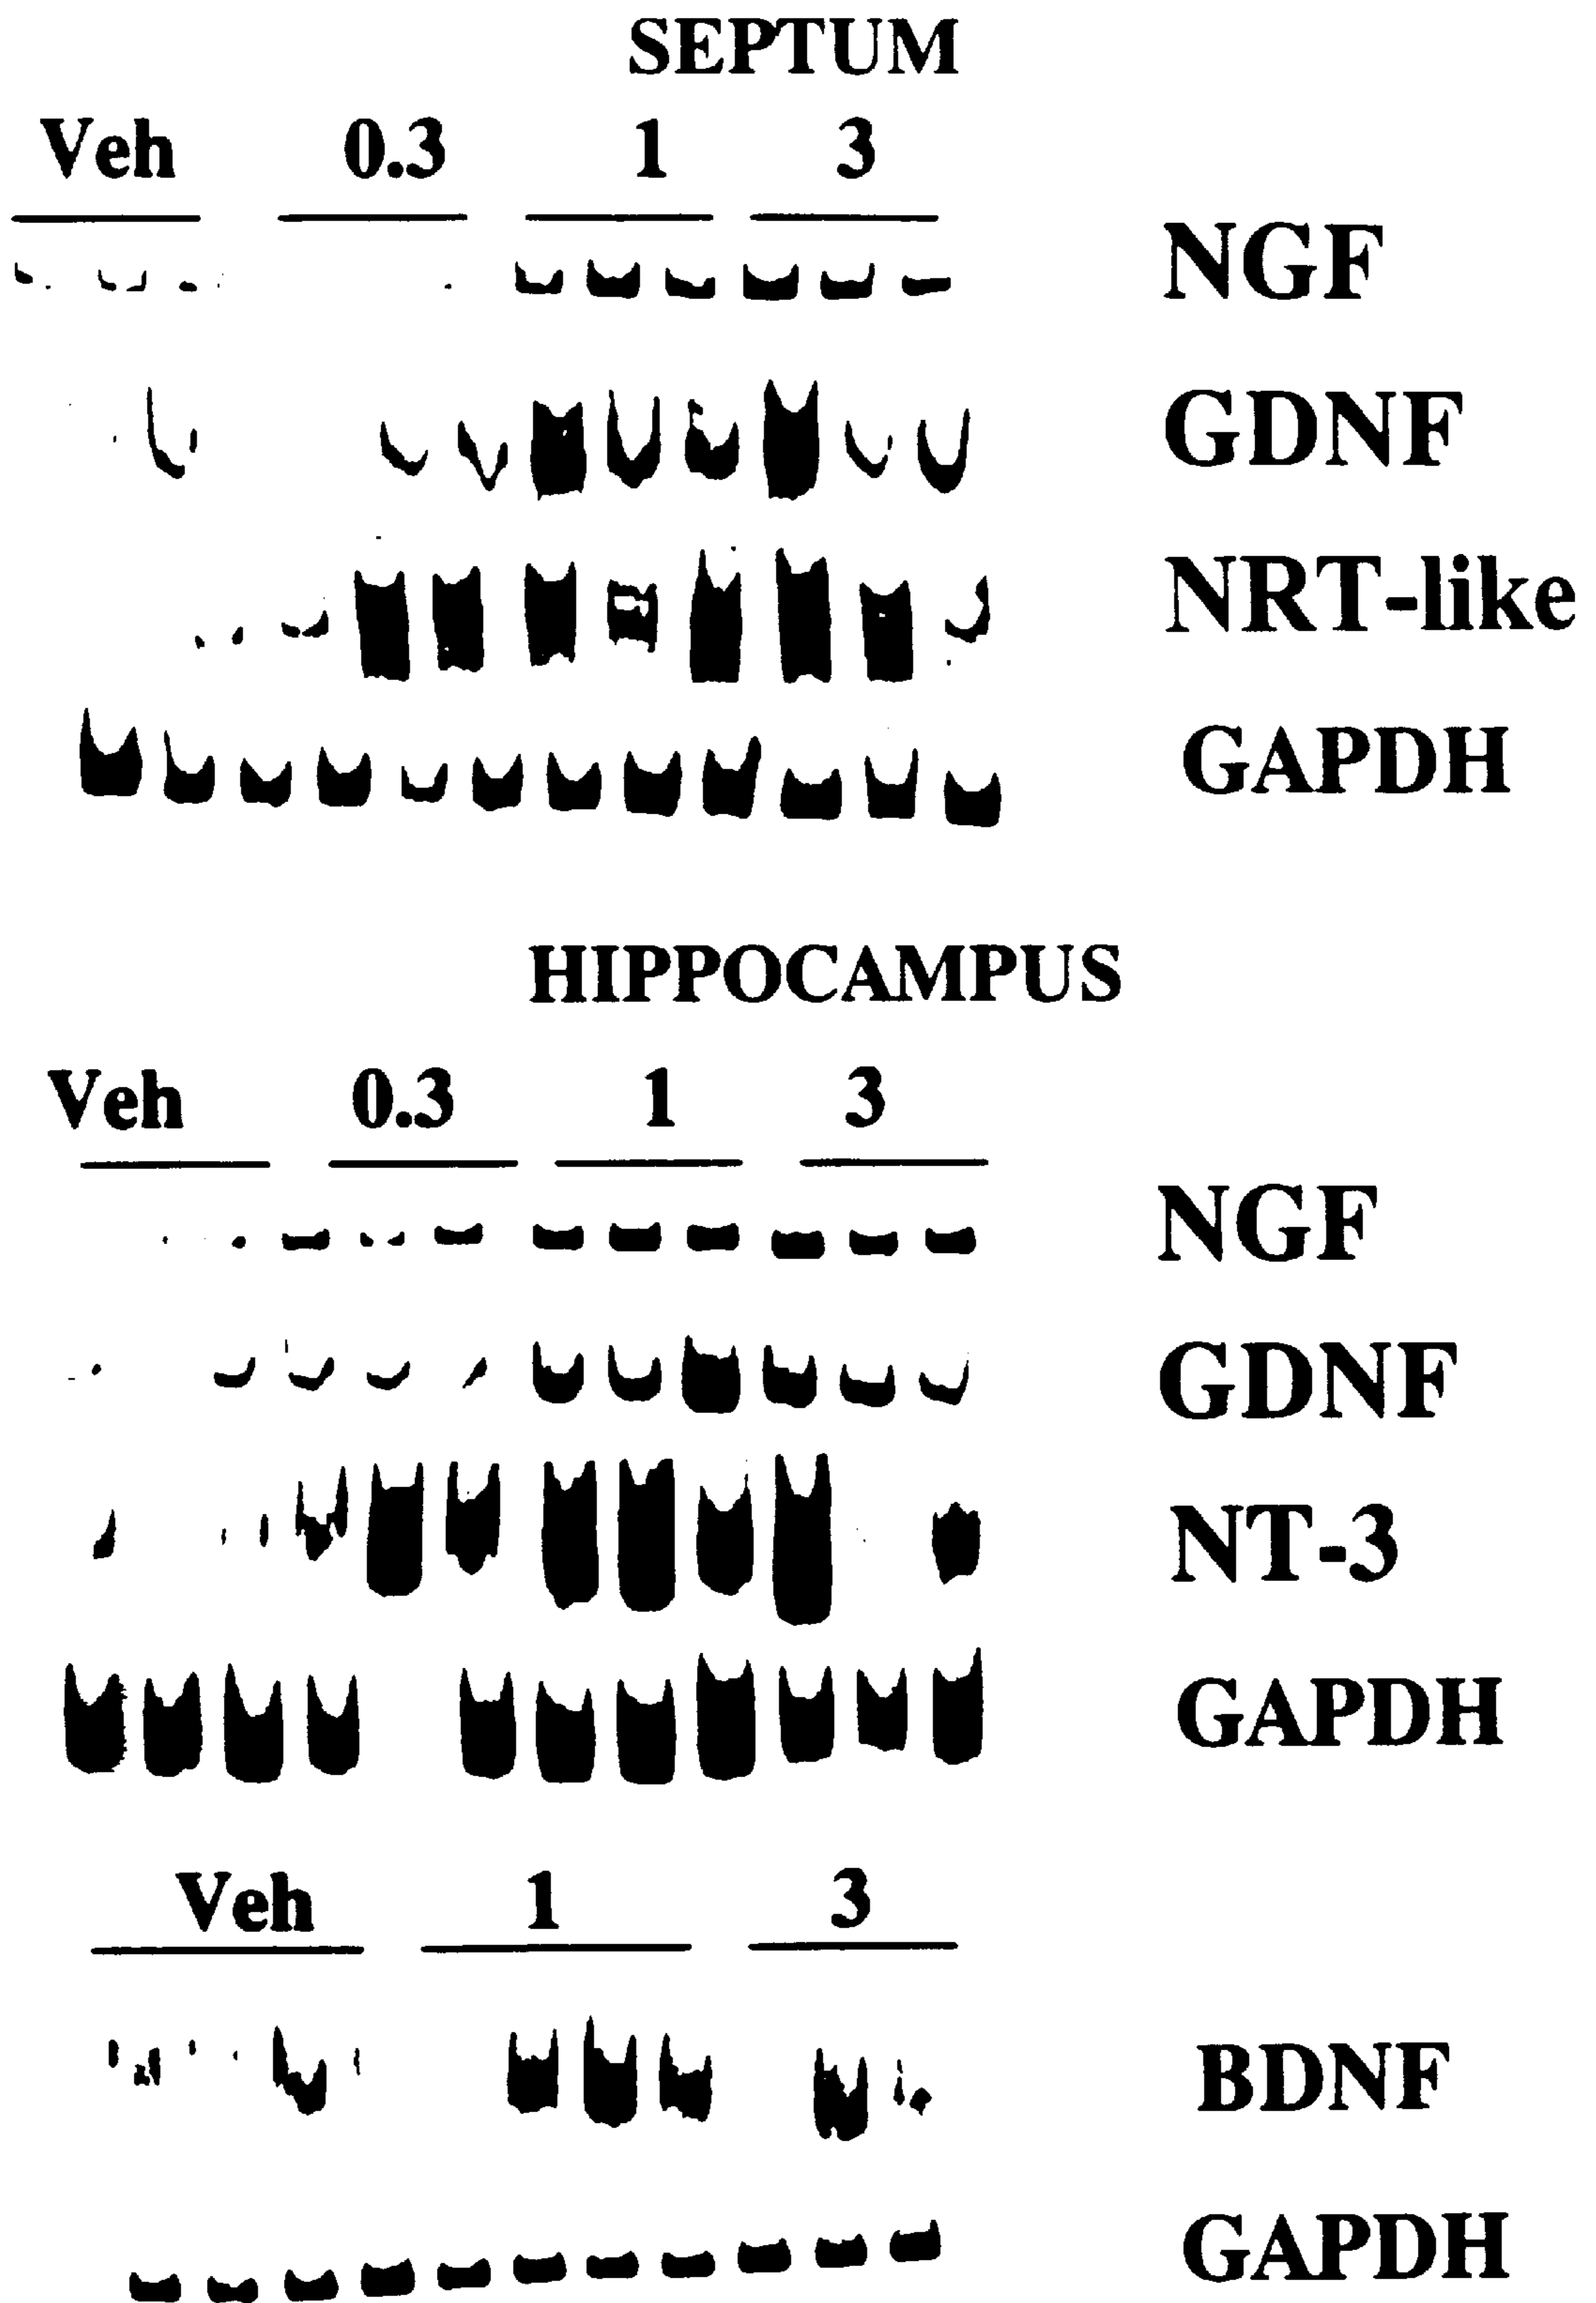 SEPTUM
Veh 0.3 1 3
NGF
GDNF
NRT-like
GAPDH
HIPPOCAMPUS
Veh 0.3 1 3
NGF
GDNF
NT-3
GAPDH
Veh 1 3
BDNF
GAPDH